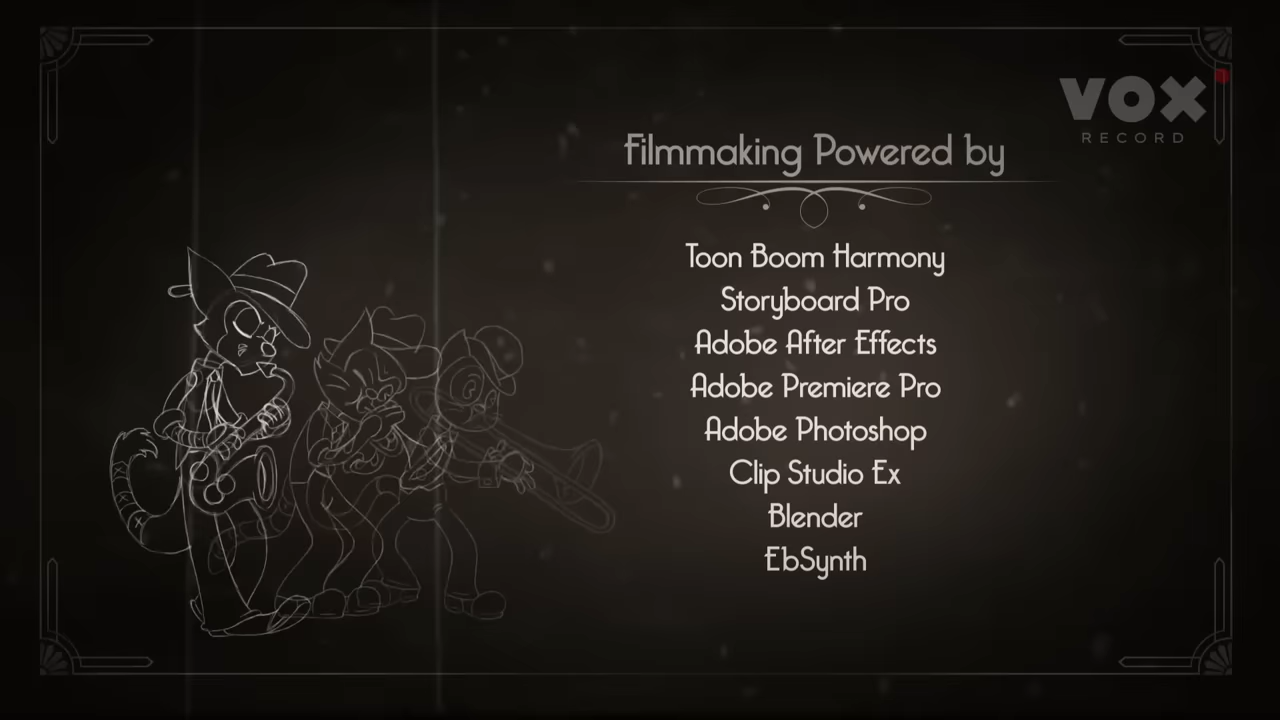 VOX
RECORD
Filmmaking Powered by
Toon Boom Harmony
Storyboard Pro
Adobe After Effects
Adobe Premiere Pro
Adobe Photoshop
Clip Studio Ex
Blender
EbSynth